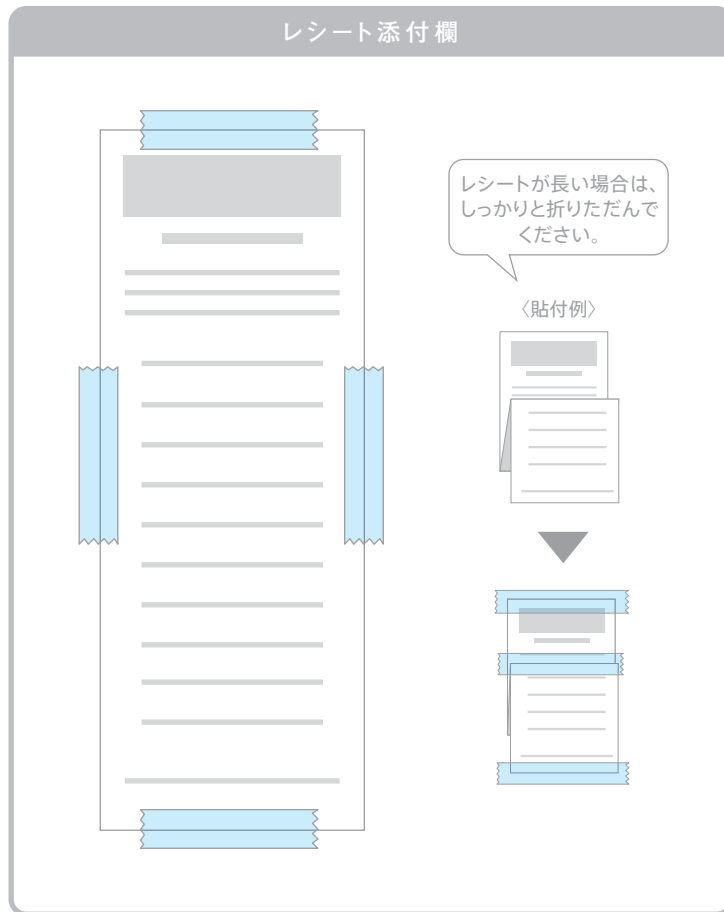 レシート添付欄
レシートが長い場合は、
しっかりと折りただんで
ください。
〈貼付例〉